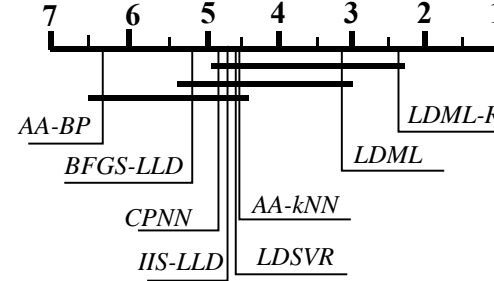 7 6 5 4 3 2
AA-BP
LDML
BFGS-LLD
CPNN
AA-kNN
IIS-LLD
LDSVR